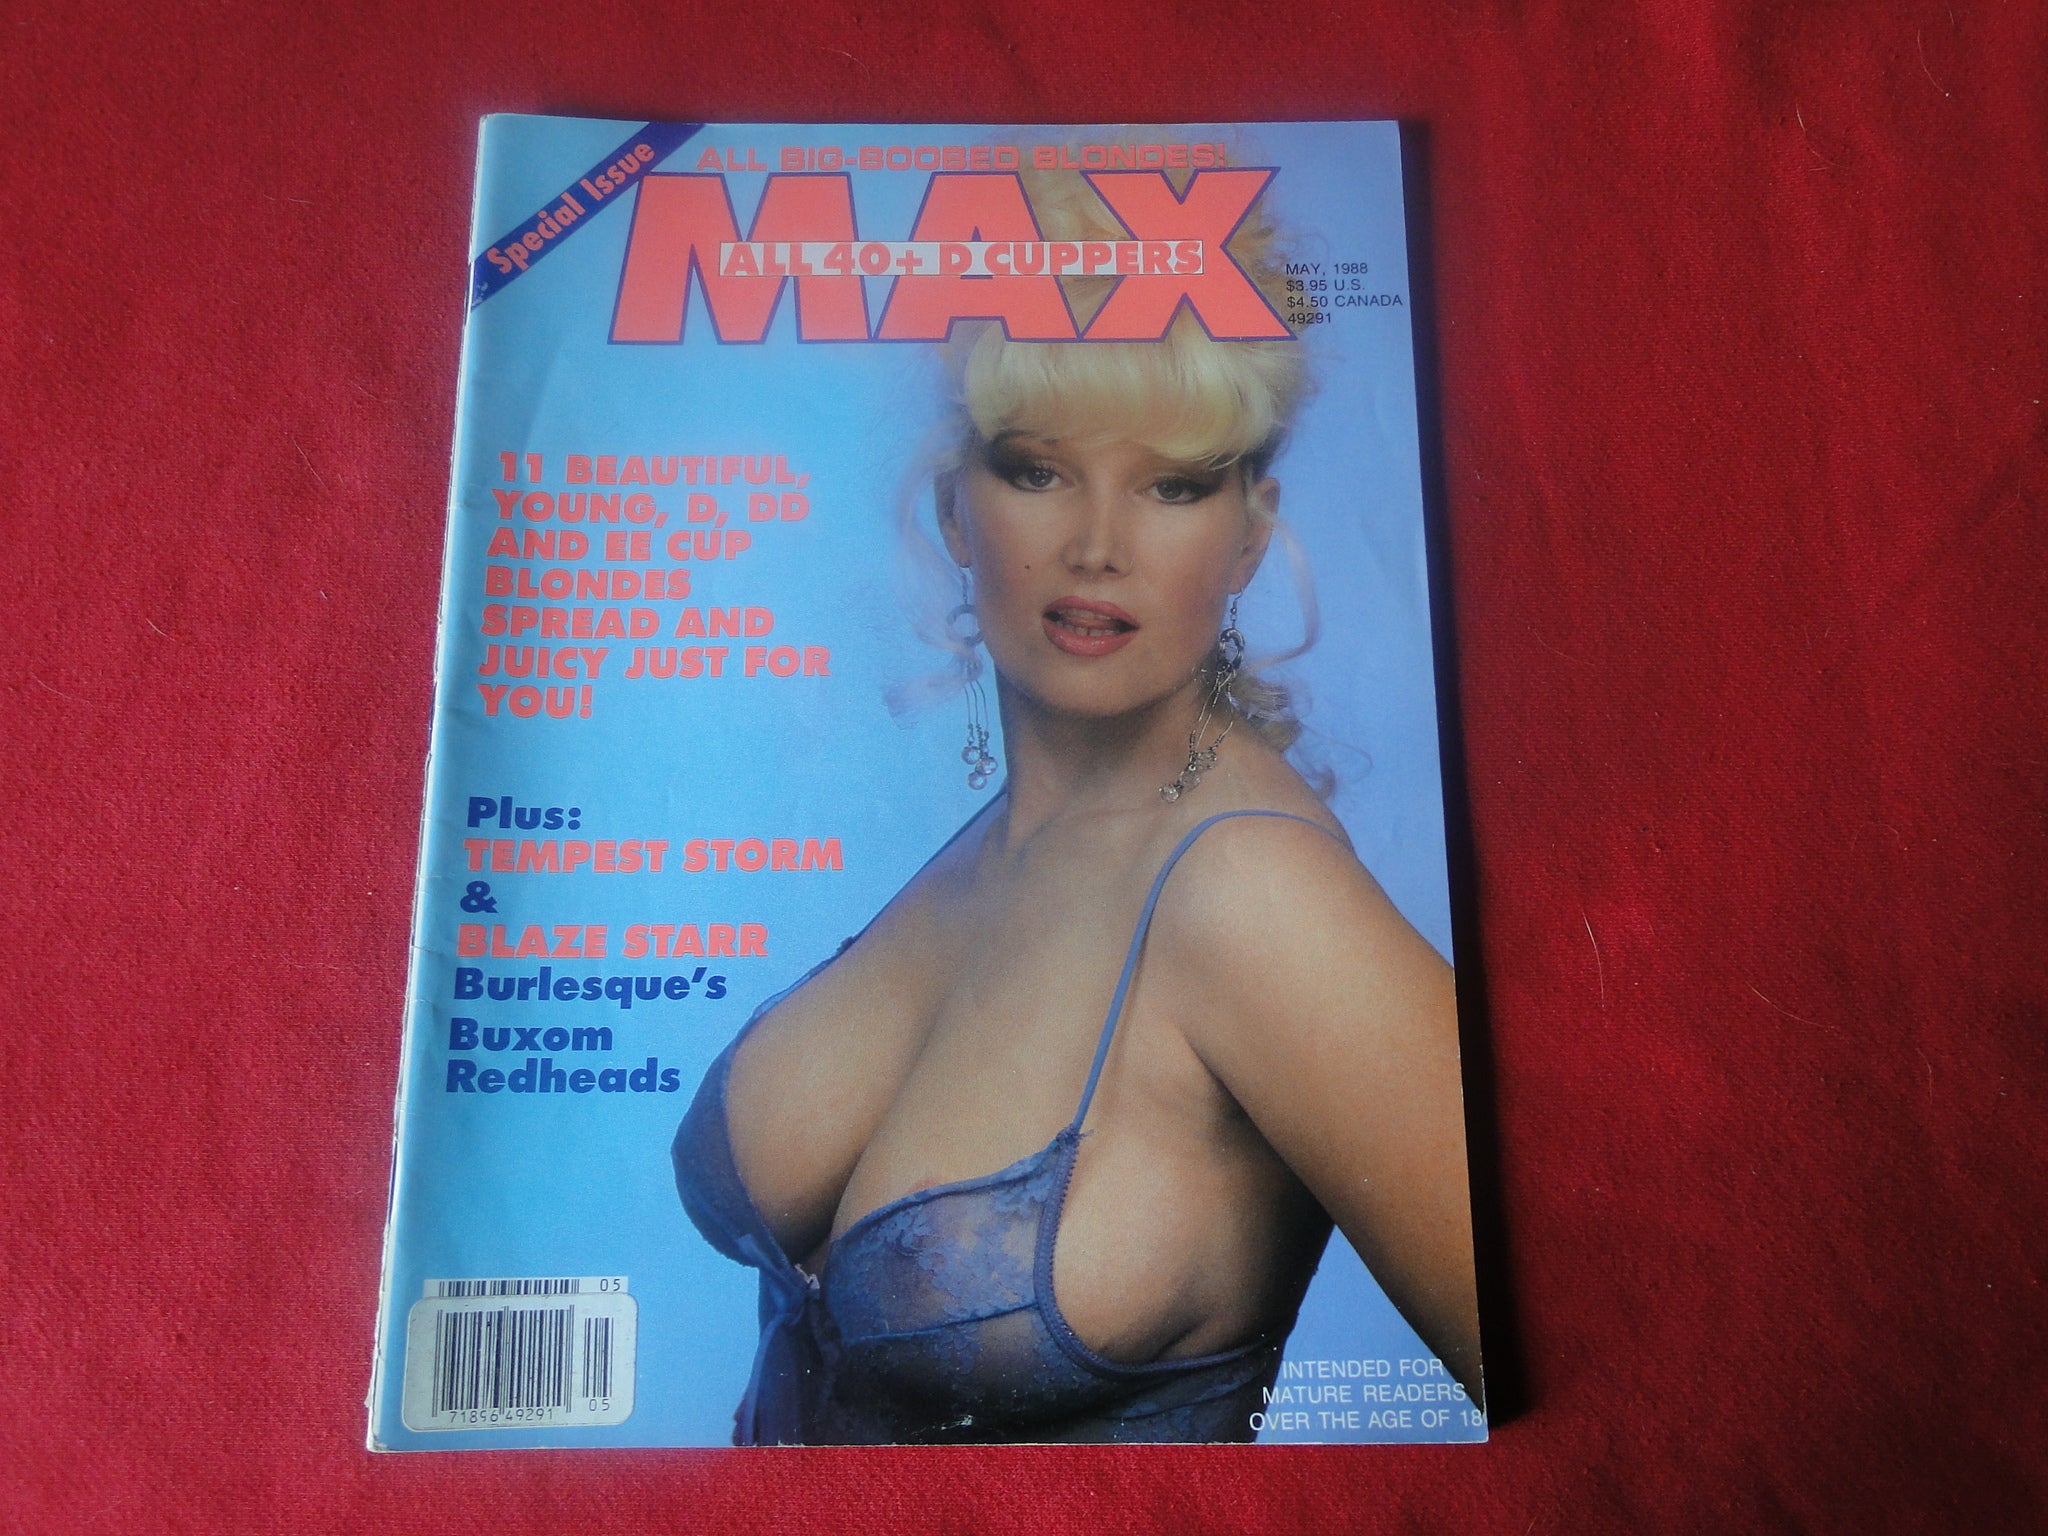 Special Issue
ALL BIG-BOOBED BLONDES!
MAX
ALL 40+ D CUPPERS
MAY, 1988
$3.95 U.S.
$4.50 CANADA
49291
11 BEAUTIFUL,
YOUNG, D, DD
AND EE CUP
BLONDES
SPREAD AND
JUICY JUST FOR
YOU!
Plus:
TEMPEST STORM
&
BLAZE STARR
Burlesque's
Buxom
Redheads
05
71896 49291
05
INTENDED FOR
MATURE READERS
OVER THE AGE OF 18